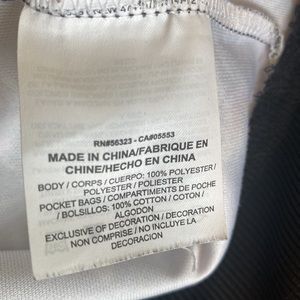 RN#56323 - CA#05553
MADE IN CHINA/FABRIQUE EN
CHINE/HECHO EN CHINA
BODY / CORPS / CUERPO: 100% POLYESTER /
POLYESTER / POLIESTER
POCKET BAGS / COMPARTIMENTS DE POCHE
/ BOLSILLOS: 100% COTTON / COTON /
ALGODON
EXCLUSIVE OF DECORATION / DECORATION
NON COMPRISE / NO INCLUYE LA
DECORACION